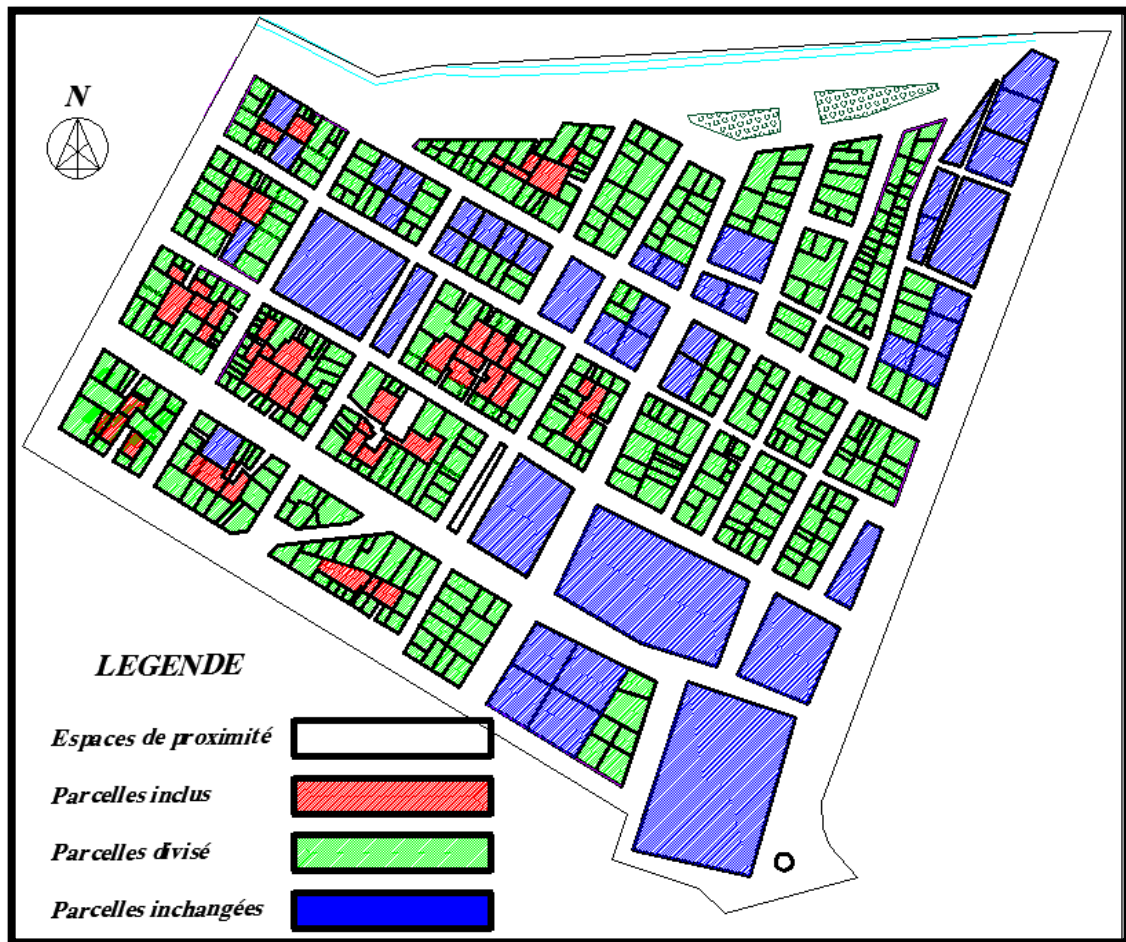 N
LEGENDE
Espaces de proximité
Parcelles inclus
Parcelles divisé
Parcelles inchangées